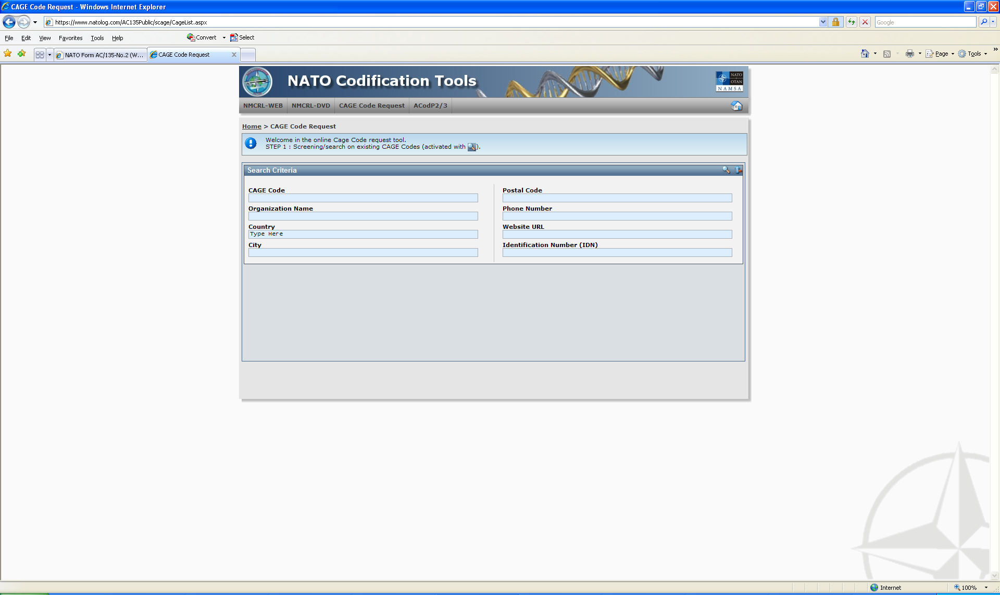 CAGE Code Request - Windows Internet Explorer
https://www.natolog.com/AC135Public/scage/CageList.aspx
Google
File Edit View Favorites Tools Help Convert Select
NATO Form AC/135-No.2 (W... CAGE Code Request Page Tools
NATO Codification Tools
NATO
OTAN
NAMSA
NMCRL-WEB NMCRL-DVD CAGE Code Request ACodP2/3
Home > CAGE Code Request
Welcome in the online Cage Code request tool.
STEP 1 : Screening/search on existing CAGE Codes (activated with ).
Search Criteria
CAGE Code
Organization Name
Country
Type Here
City
Postal Code
Phone Number
Website URL
Identification Number (IDN)
Internet 100%